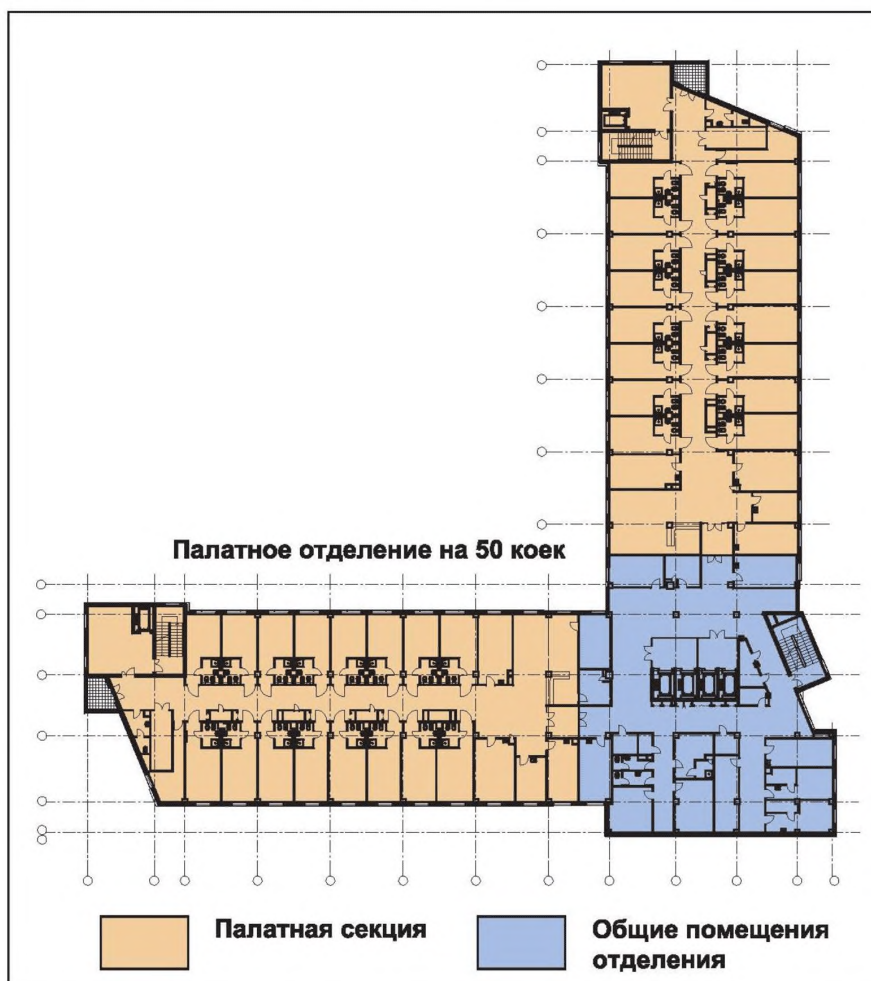 Палатное отделение на 50 коек
Палатная секция
Общие помещения
отделения